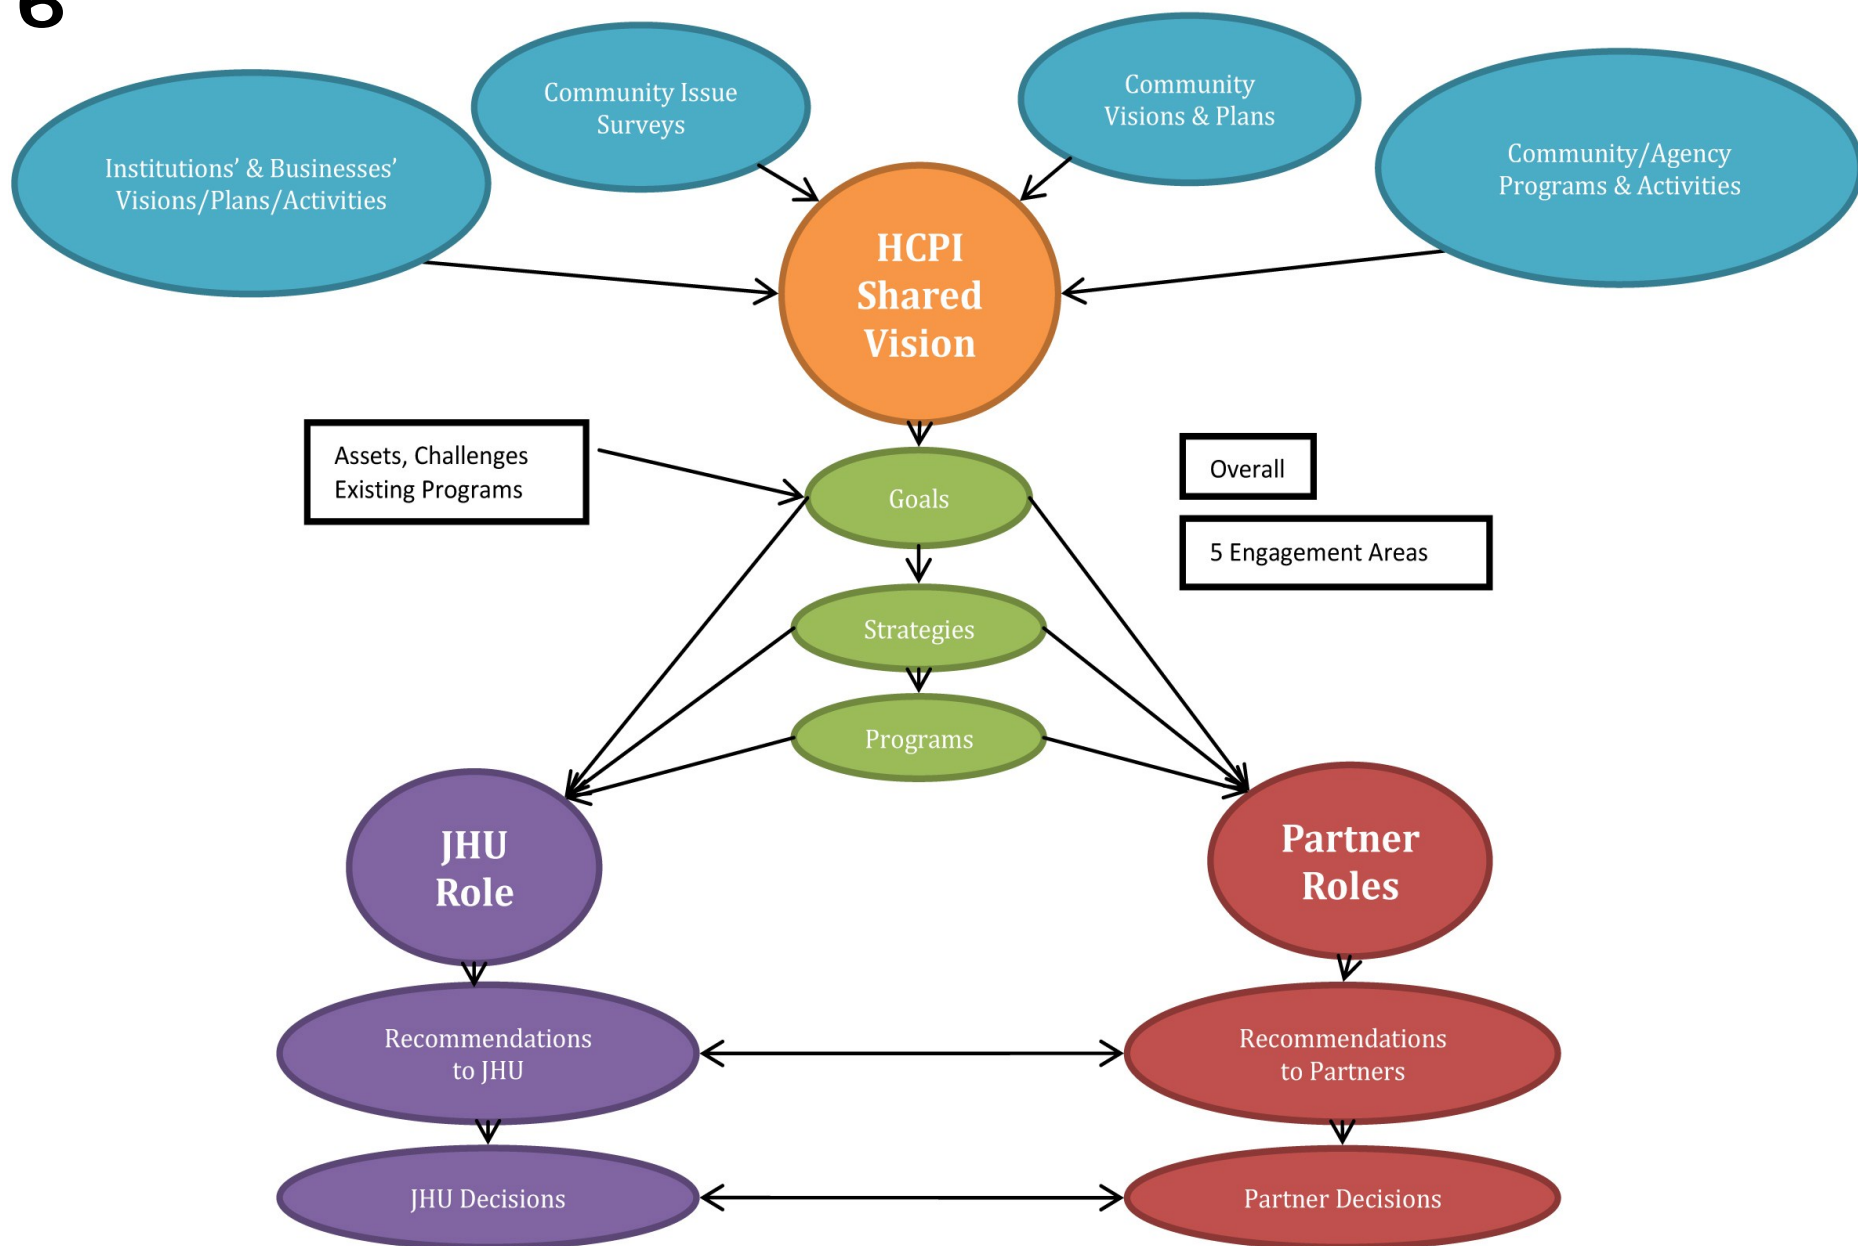 6
Community Issue
Surveys
Community
Visions & Plans
Institutions’ & Businesses’
Visions/Plans/Activities
Community/Agency
Programs & Activities
HCPI
Shared
Vision
Assets, Challenges
Existing Programs
Overall
Goals
5 Engagement Areas
Strategies
Programs
JHU
Role
Partner
Roles
Recommendations
to JHU
Recommendations
to Partners
JHU Decisions
Partner Decisions